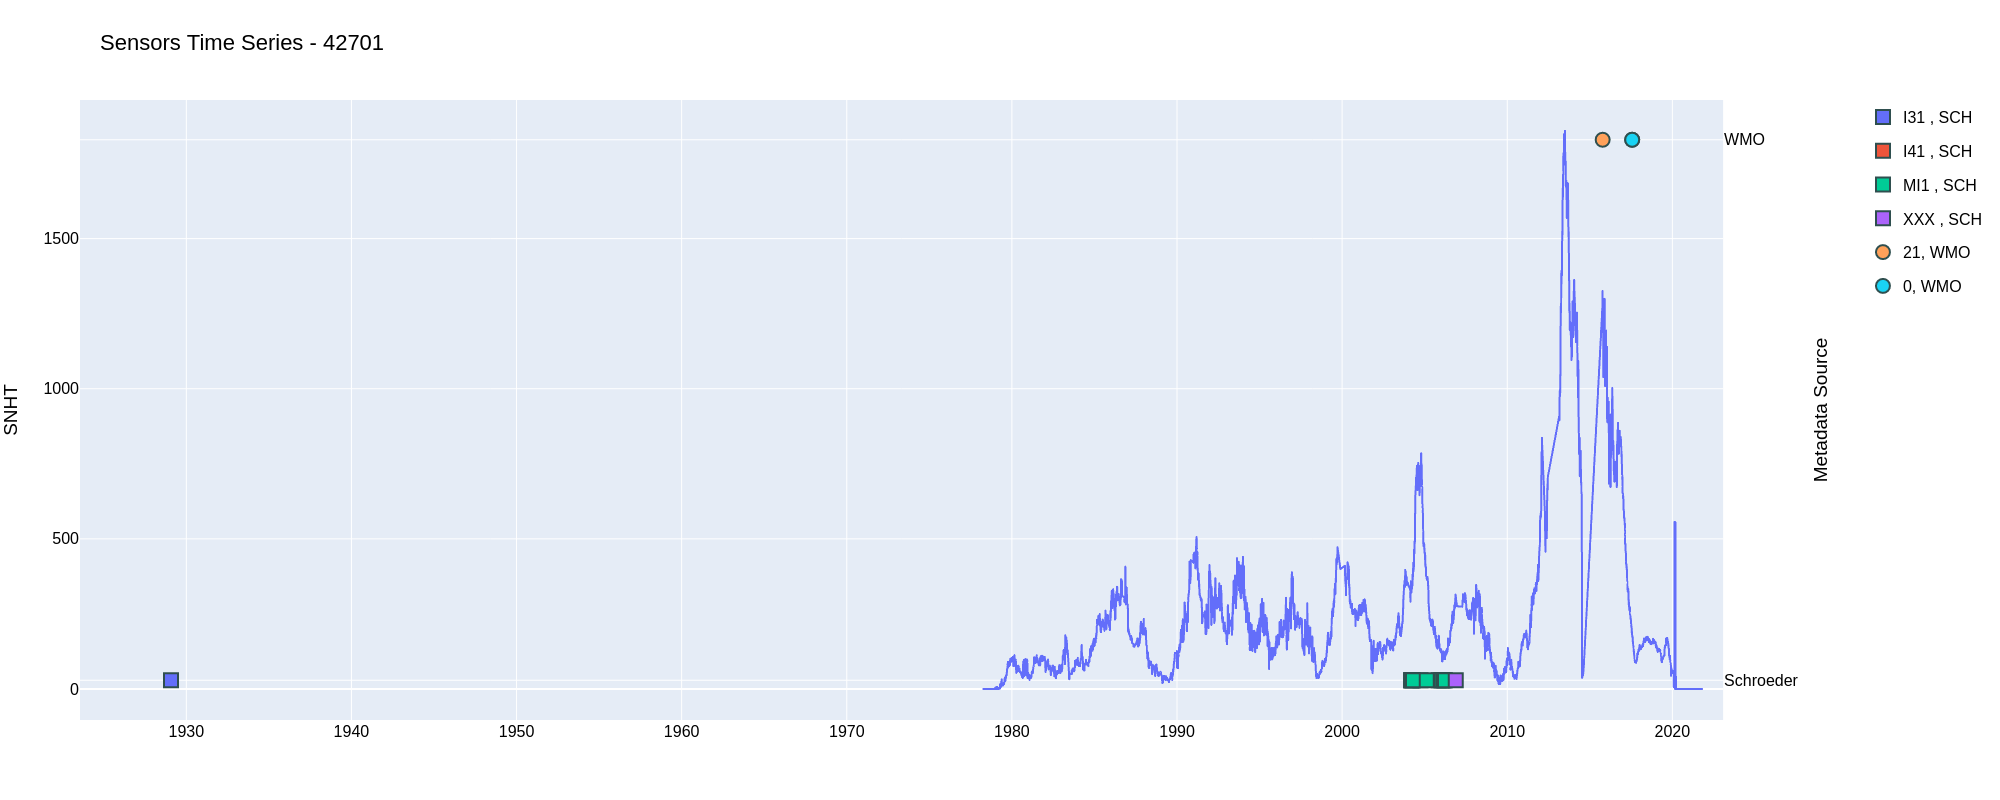 Sensors Time Series - 42701
I31 , SCH
I41 , SCH
MI1 , SCH
XXX , SCH
21, WMO
0, WMO
WMO
Schroeder
Metadata Source
SNHT
1500
1000
500
0
1930 1940 1950 1960 1970 1980 1990 2000 2010 2020